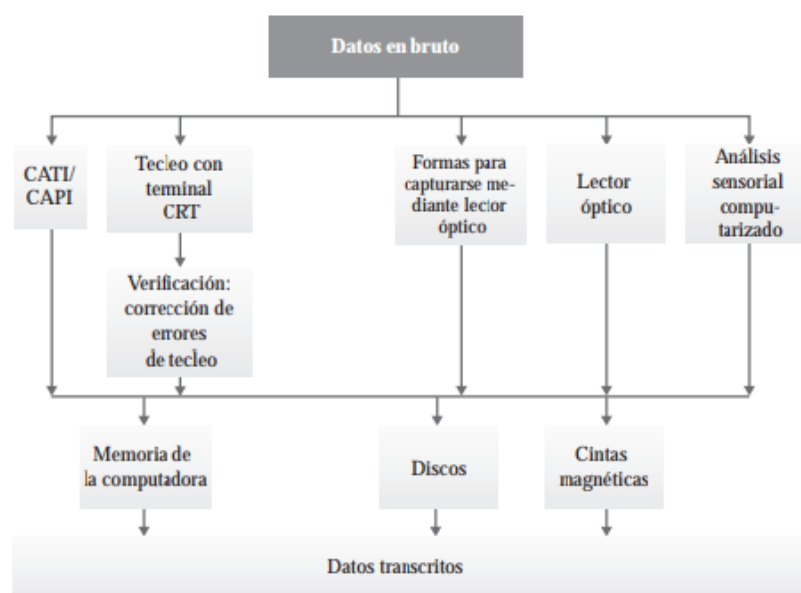 Datos en bruto
CATI/
CAPI
Tecleo con
terminal
CRT
Formas para
capturarse me-
diante lector
óptico
Lector
óptico
Análisis
sensorial
compu-
tarizado
Verificación:
corrección de
errores
de tecleo
Memoria de
la computadora
Discos
Cintas
magnéticas
Datos transcritos